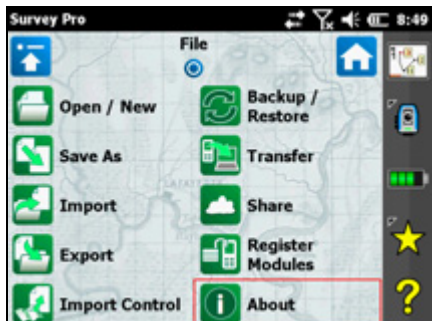 Survey Pro 8:49
File
Open / New
Backup /
Restore
Save As
Transfer
Import
Share
Export
Register
Modules
Import Control
About
?